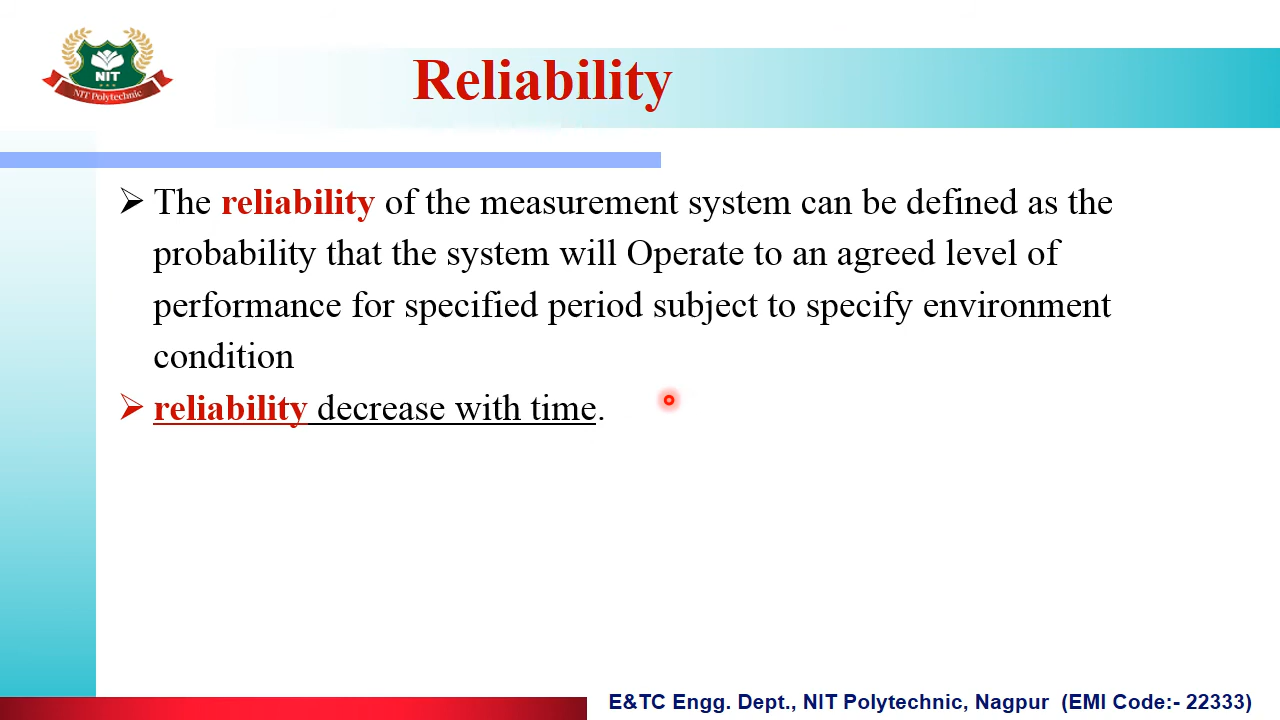 NIT
NIT Polytechnic
Reliability
The reliability of the measurement system can be defined as the
probability that the system will Operate to an agreed level of
performance for specified period subject to specify environment
condition
reliability decrease with time.
E&TC Engg. Dept., NIT Polytechnic, Nagpur (EMI Code:- 22333)